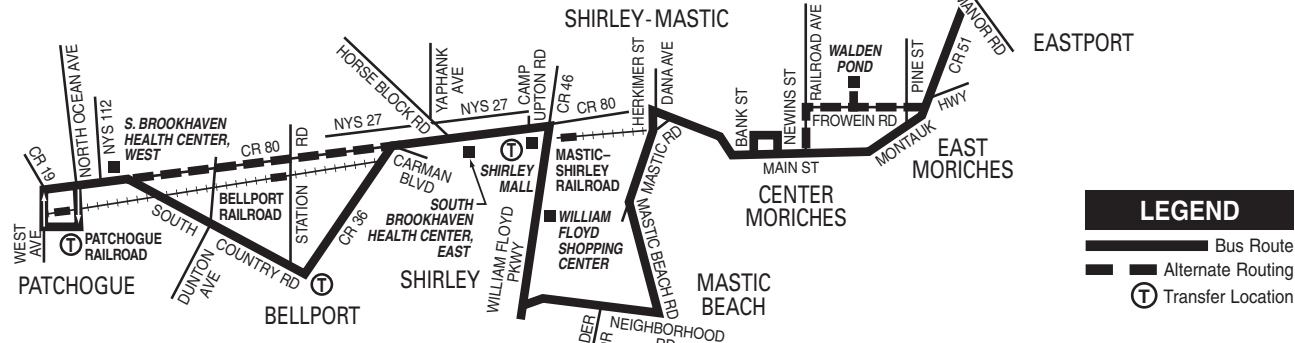 SHIRLEY-MASTIC
MANOR RD
EASTPORT
CR 51
RAILROAD AVE
WALDEN
POND
PINE ST
HWY
FROWEIN RD
MONTAUK
EAST
MORICHES
NEWINS ST
BANK ST
MAIN ST
CENTER
MORICHES
DANA AVE
HERKIMER ST
CR 80
CR 46
CAMP
UPTON RD
NYS 27
YAPHANK
AVE
HORSE BLOCK RD
NYS 27
NORTH OCEAN AVE
NYS 112
CR 19
S. BROOKHAVEN
HEALTH CENTER,
WEST
CR 80
STATION RD
BELLPORT
RAILROAD
CARMAN
BLVD
CR 36
SOUTH COUNTRY RD
DUNTON
AVE
WEST
AVE
T PATCHOGUE
RAILROAD
PATCHOGUE
T
BELLPORT
SOUTH
BROOKHAVEN
HEALTH CENTER,
EAST
T
SHIRLEY
MALL
SHIRLEY
WILLIAM FLOYD
PKWY
MASTIC–
SHIRLEY
RAILROAD
WILLIAM
FLOYD
SHOPPING
CENTER
MASTIC RD
MASTIC BEACH RD
MASTIC
BEACH
NEIGHBORHOOD
RD
LEGEND
Bus Route
Alternate Routing
T Transfer Location